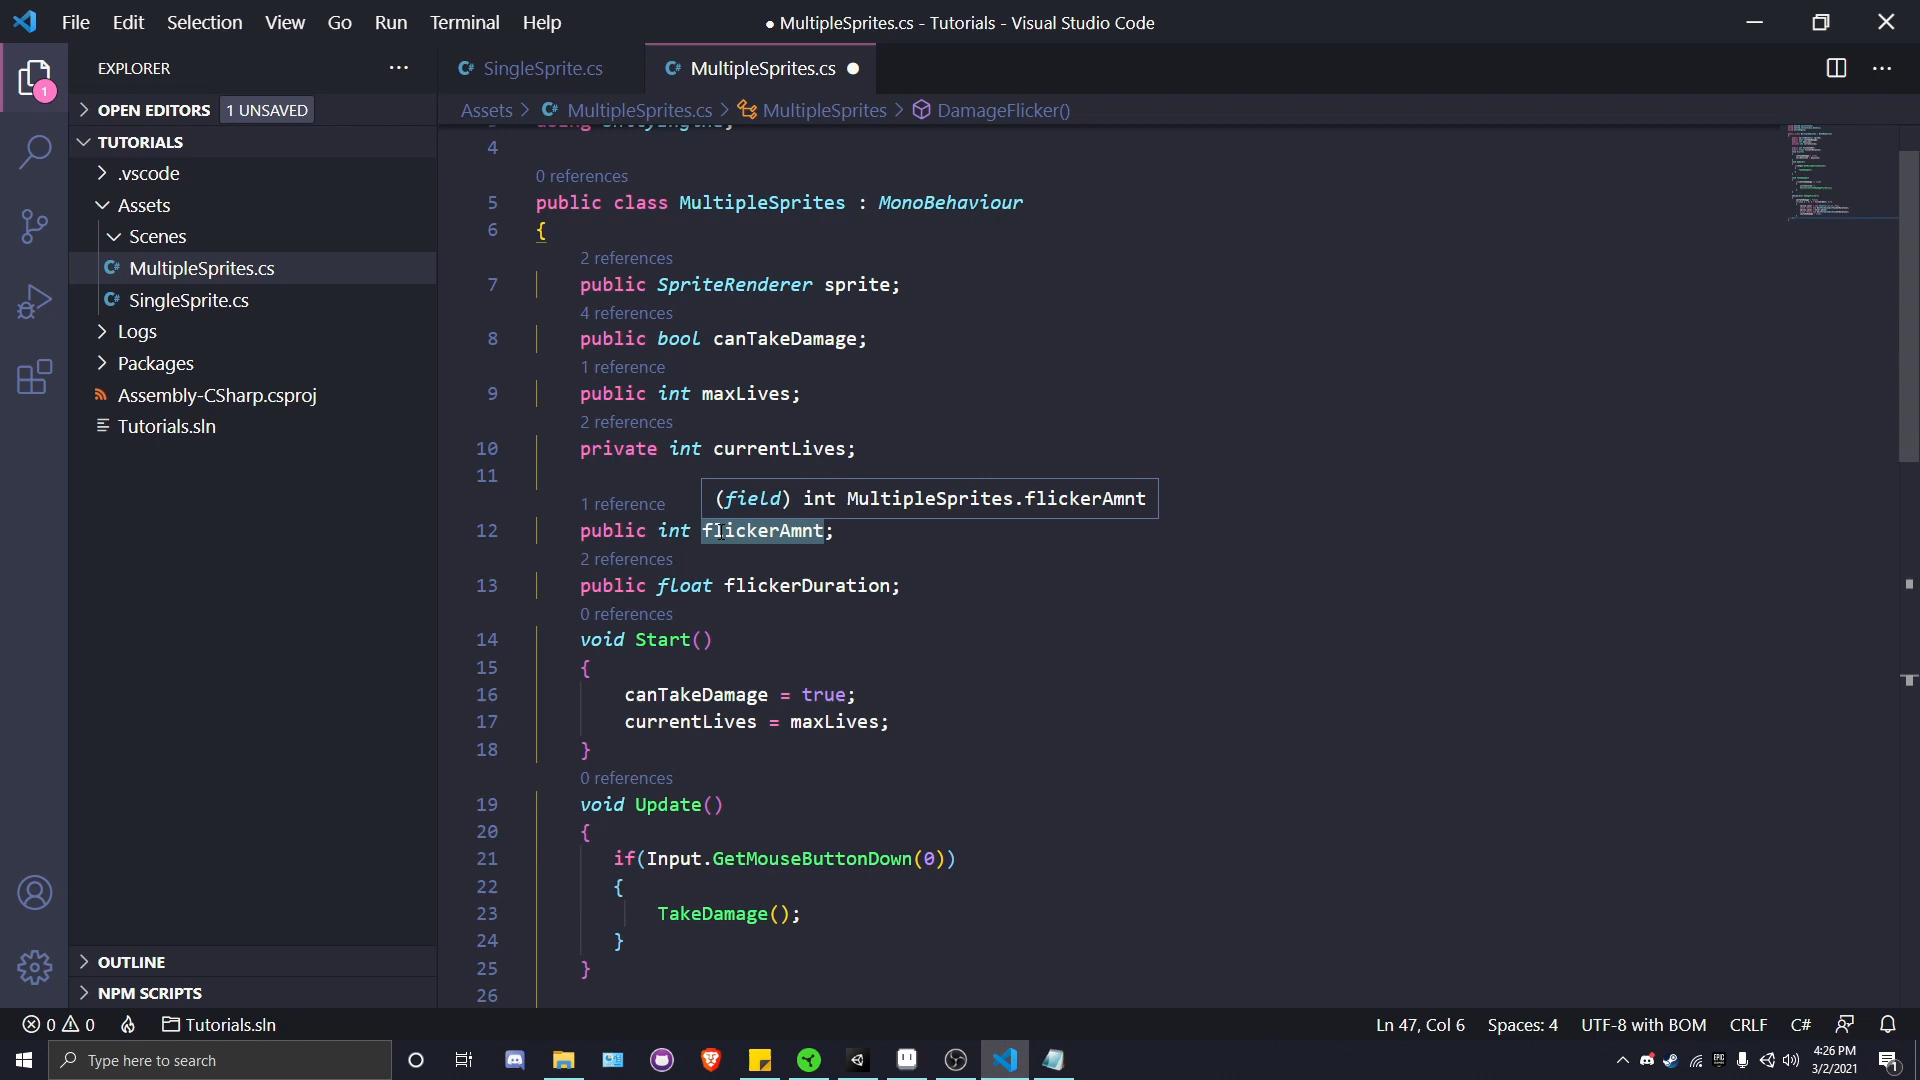 File Edit Selection View Go Run Terminal Help
● MultipleSprites.cs - Tutorials - Visual Studio Code
EXPLORER
SingleSprite.cs
MultipleSprites.cs
OPEN EDITORS 1 UNSAVED
Assets > MultipleSprites.cs > MultipleSprites > DamageFlicker()
TUTORIALS
.vscode
Assets
Scenes
MultipleSprites.cs
SingleSprite.cs
Logs
Packages
Assembly-CSharp.csproj
Tutorials.sln
OUTLINE
NPM SCRIPTS
1
4
0 references
5 public class MultipleSprites : MonoBehaviour
6 {
2 references
7 public SpriteRenderer sprite;
4 references
8 public bool canTakeDamage;
1 reference
9 public int maxLives;
2 references
10 private int currentLives;
11
(field) int MultipleSprites.flickerAmnt
1 reference
12 public int flickerAmnt;
2 references
13 public float flickerDuration;
0 references
14 void Start()
15 {
16 canTakeDamage = true;
17 currentLives = maxLives;
18 }
0 references
19 void Update()
20 {
21 if(Input.GetMouseButtonDown(0))
22 {
23 TakeDamage();
24 }
25 }
26
0 0 Tutorials.sln
Ln 47, Col 6 Spaces: 4 UTF-8 with BOM CRLF C#
Type here to search
4:26 PM
3/2/2021
1